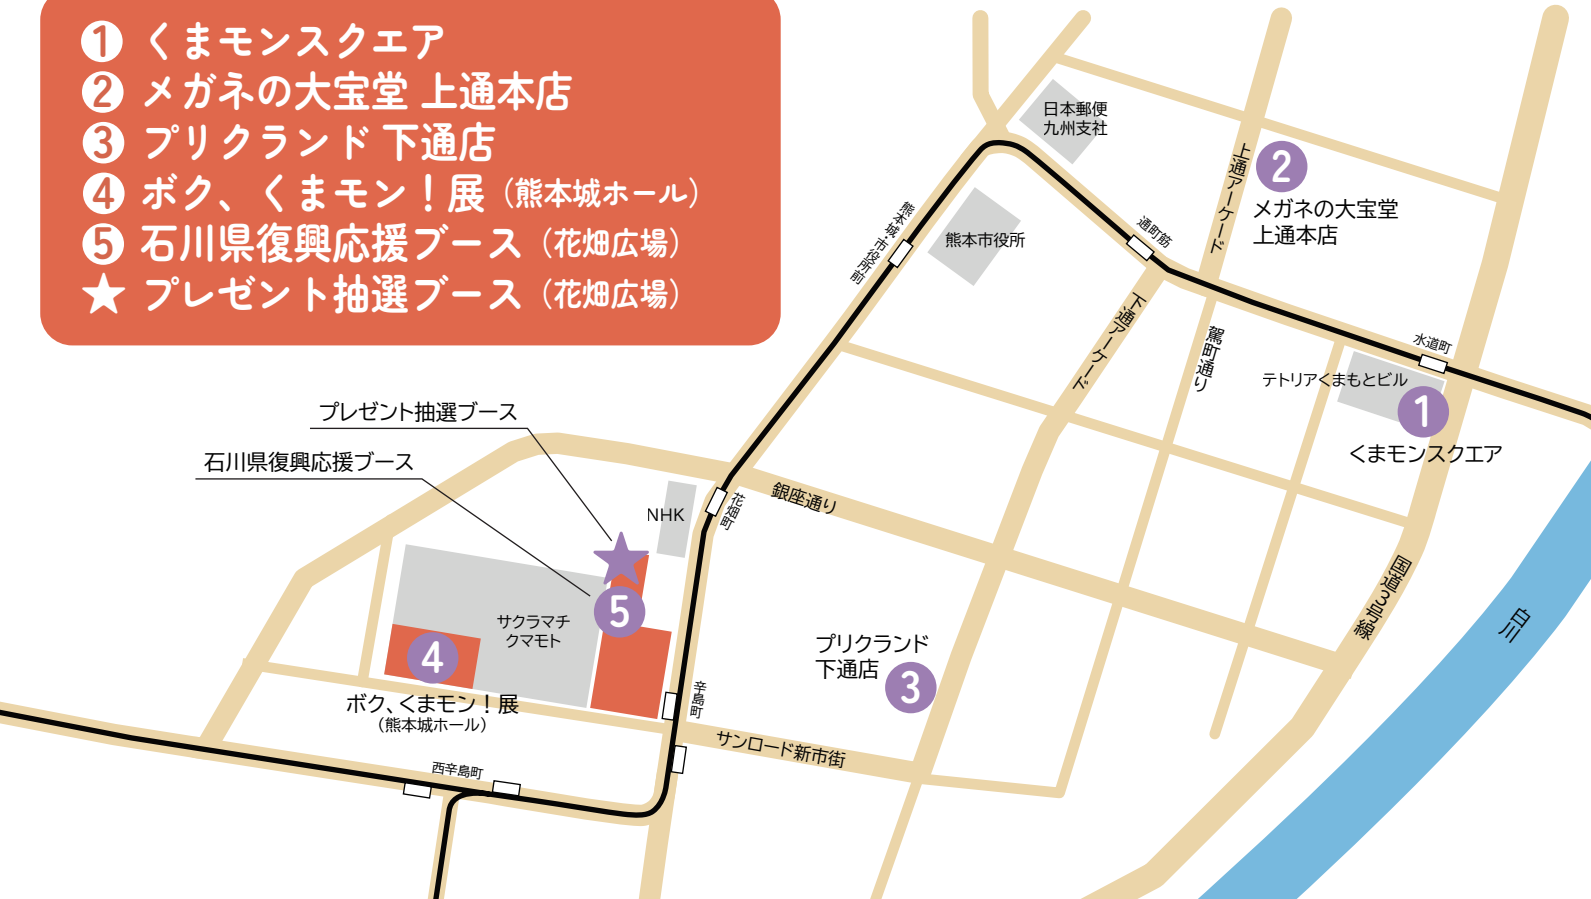 1 くまモンスクエア
2 メガネの大宝堂 上通本店
3 プリクランド 下通店
4 ボク、くまモン！展（熊本城ホール）
5 石川県復興応援ブース（花畑広場）
★ プレゼント抽選ブース（花畑広場）
日本郵便
九州支社
上通アーケード
2
メガネの大宝堂
上通本店
熊本城・市役所前
熊本市役所
通町筋
下通アーケード
駕町通り
水道町
テトリアくまもとビル
1
くまモンスクエア
プレゼント抽選ブース
石川県復興応援ブース
NHK
花畑町
銀座通り
国道3号線
白川
5
サクラマチ
クマモト
4
ボク、くまモン！展
（熊本城ホール）
プリクランド
下通店
3
辛島町
サンロード新市街
西辛島町